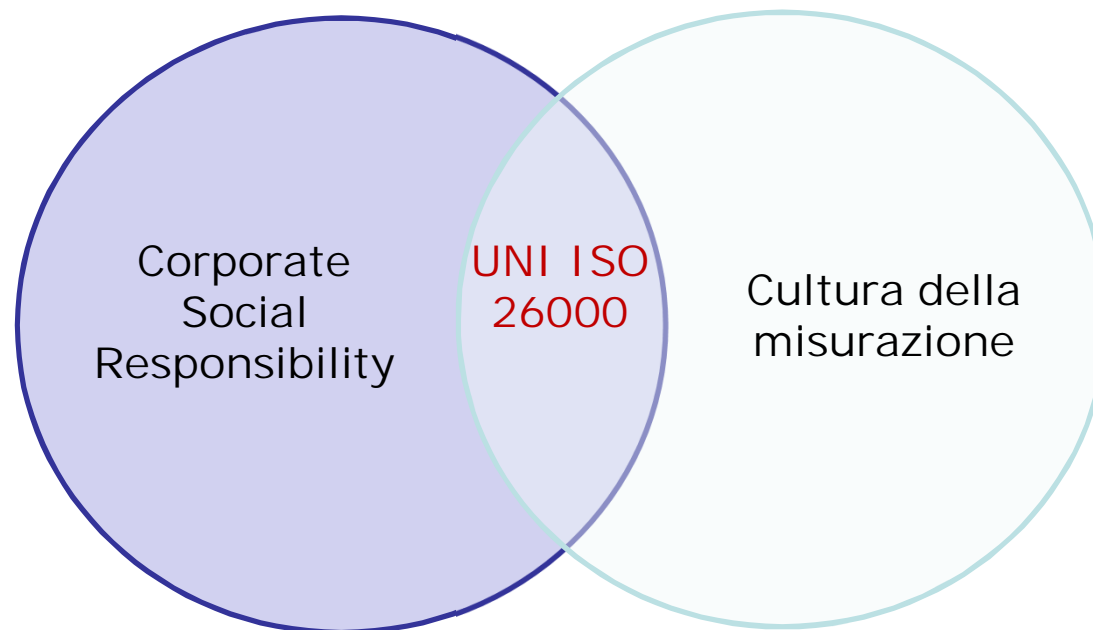 Corporate
Social
Responsibility
UNI ISO
26000
Cultura della
misurazione